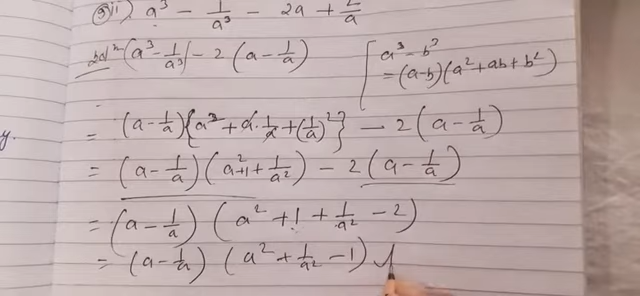 ③ii) a³ - 1/a³ - 2a + 2/a
solⁿ (a³ - 1/a³) - 2 (a - 1/a)
a³ - b³
= (a-b)(a² + ab + b²)
= (a - 1/a) {a² + a · 1/a + (1/a)²} - 2 (a - 1/a)
= (a - 1/a) (a² + 1 + 1/a²) - 2 (a - 1/a)
y.
= (a - 1/a) (a² + 1 + 1/a² - 2)
= (a - 1/a) (a² + 1/a² - 1)